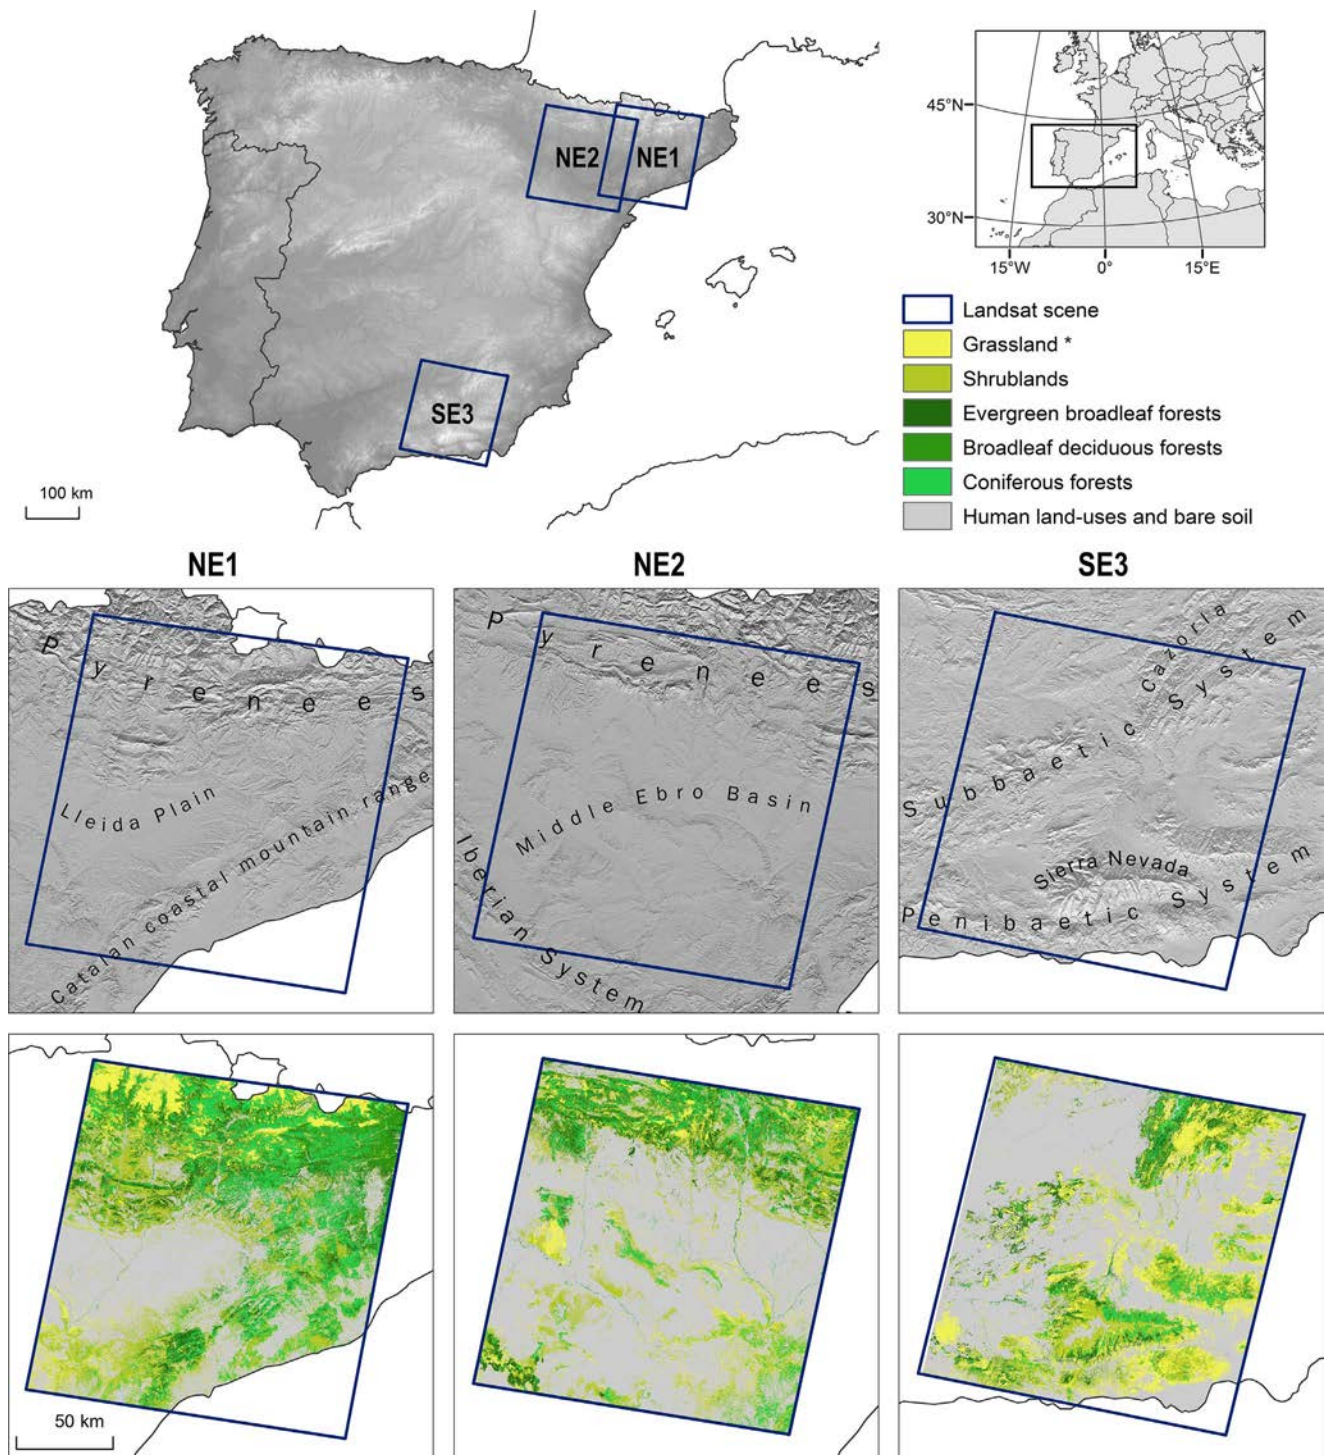 NE2
NE1
SE3
100 km
45°N
30°N
15°W
0°
15°E
Landsat scene
Grassland *
Shrublands
Evergreen broadleaf forests
Broadleaf deciduous forests
Coniferous forests
Human land-uses and bare soil
NE1
NE2
SE3
Pyrenees
Lleida Plain
Catalan coastal mountain range
Pyrenees
Middle Ebro Basin
Iberian System
Cazorla
Subbaetic System
Sierra Nevada
Penibaetic System
50 km